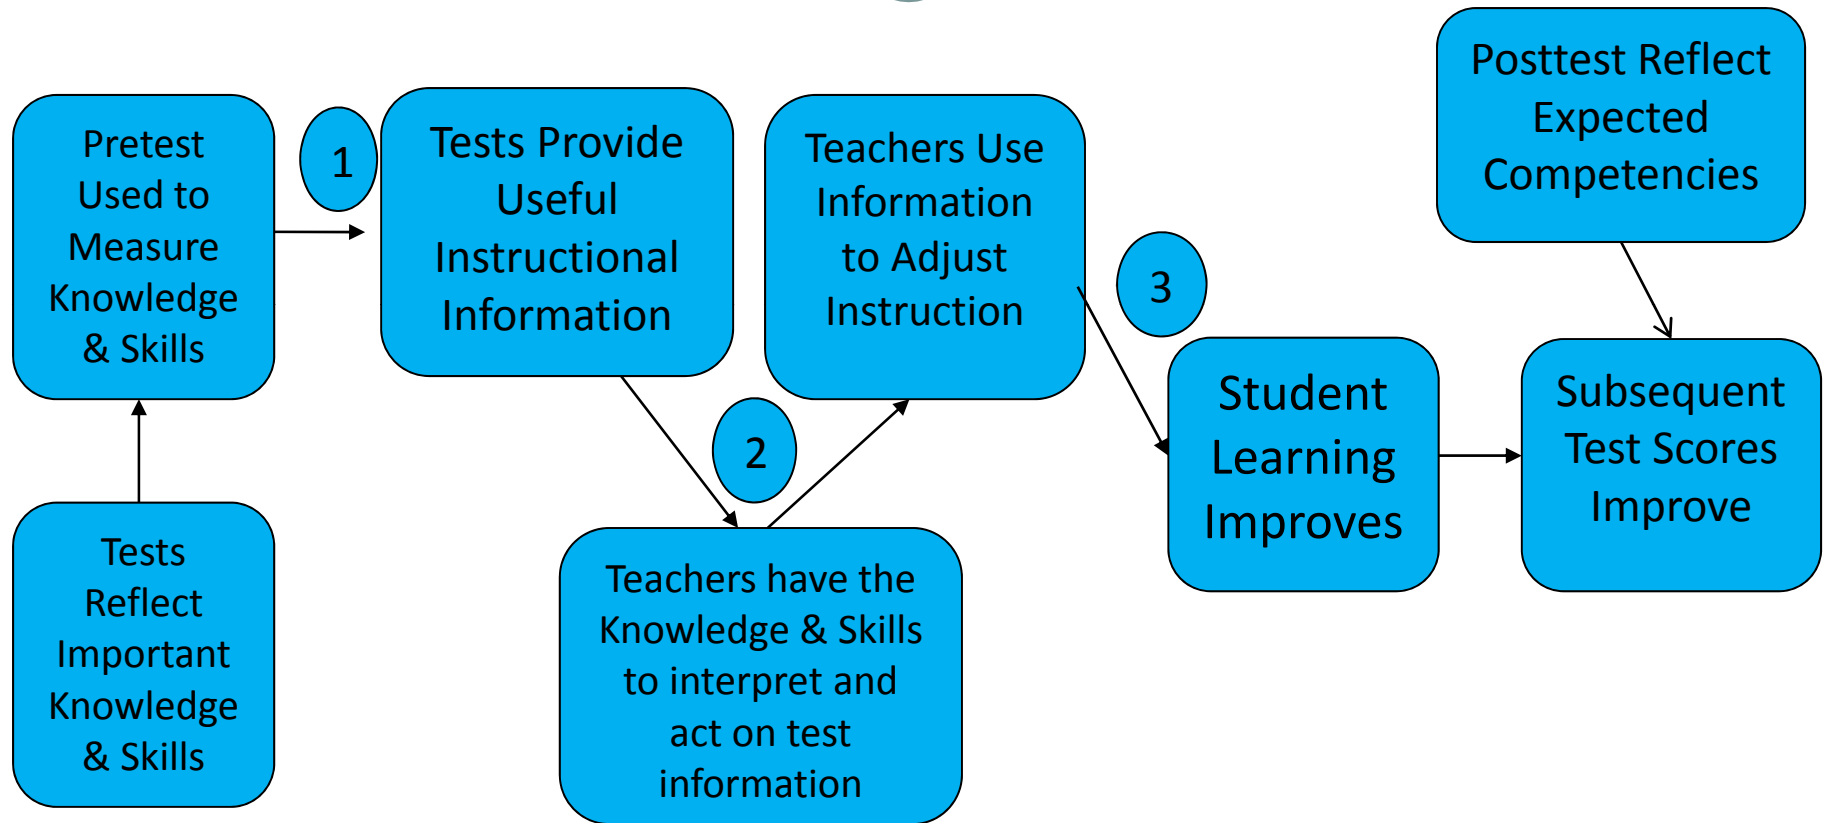 Pretest
Used to
Measure
Knowledge
& Skills
1
Tests Provide
Useful
Instructional
Information
Teachers Use
Information
to Adjust
Instruction
Posttest Reflect
Expected
Competencies
3
2
Student
Learning
Improves
Subsequent
Test Scores
Improve
Tests
Reflect
Important
Knowledge
& Skills
Teachers have the
Knowledge & Skills
to interpret and
act on test
information